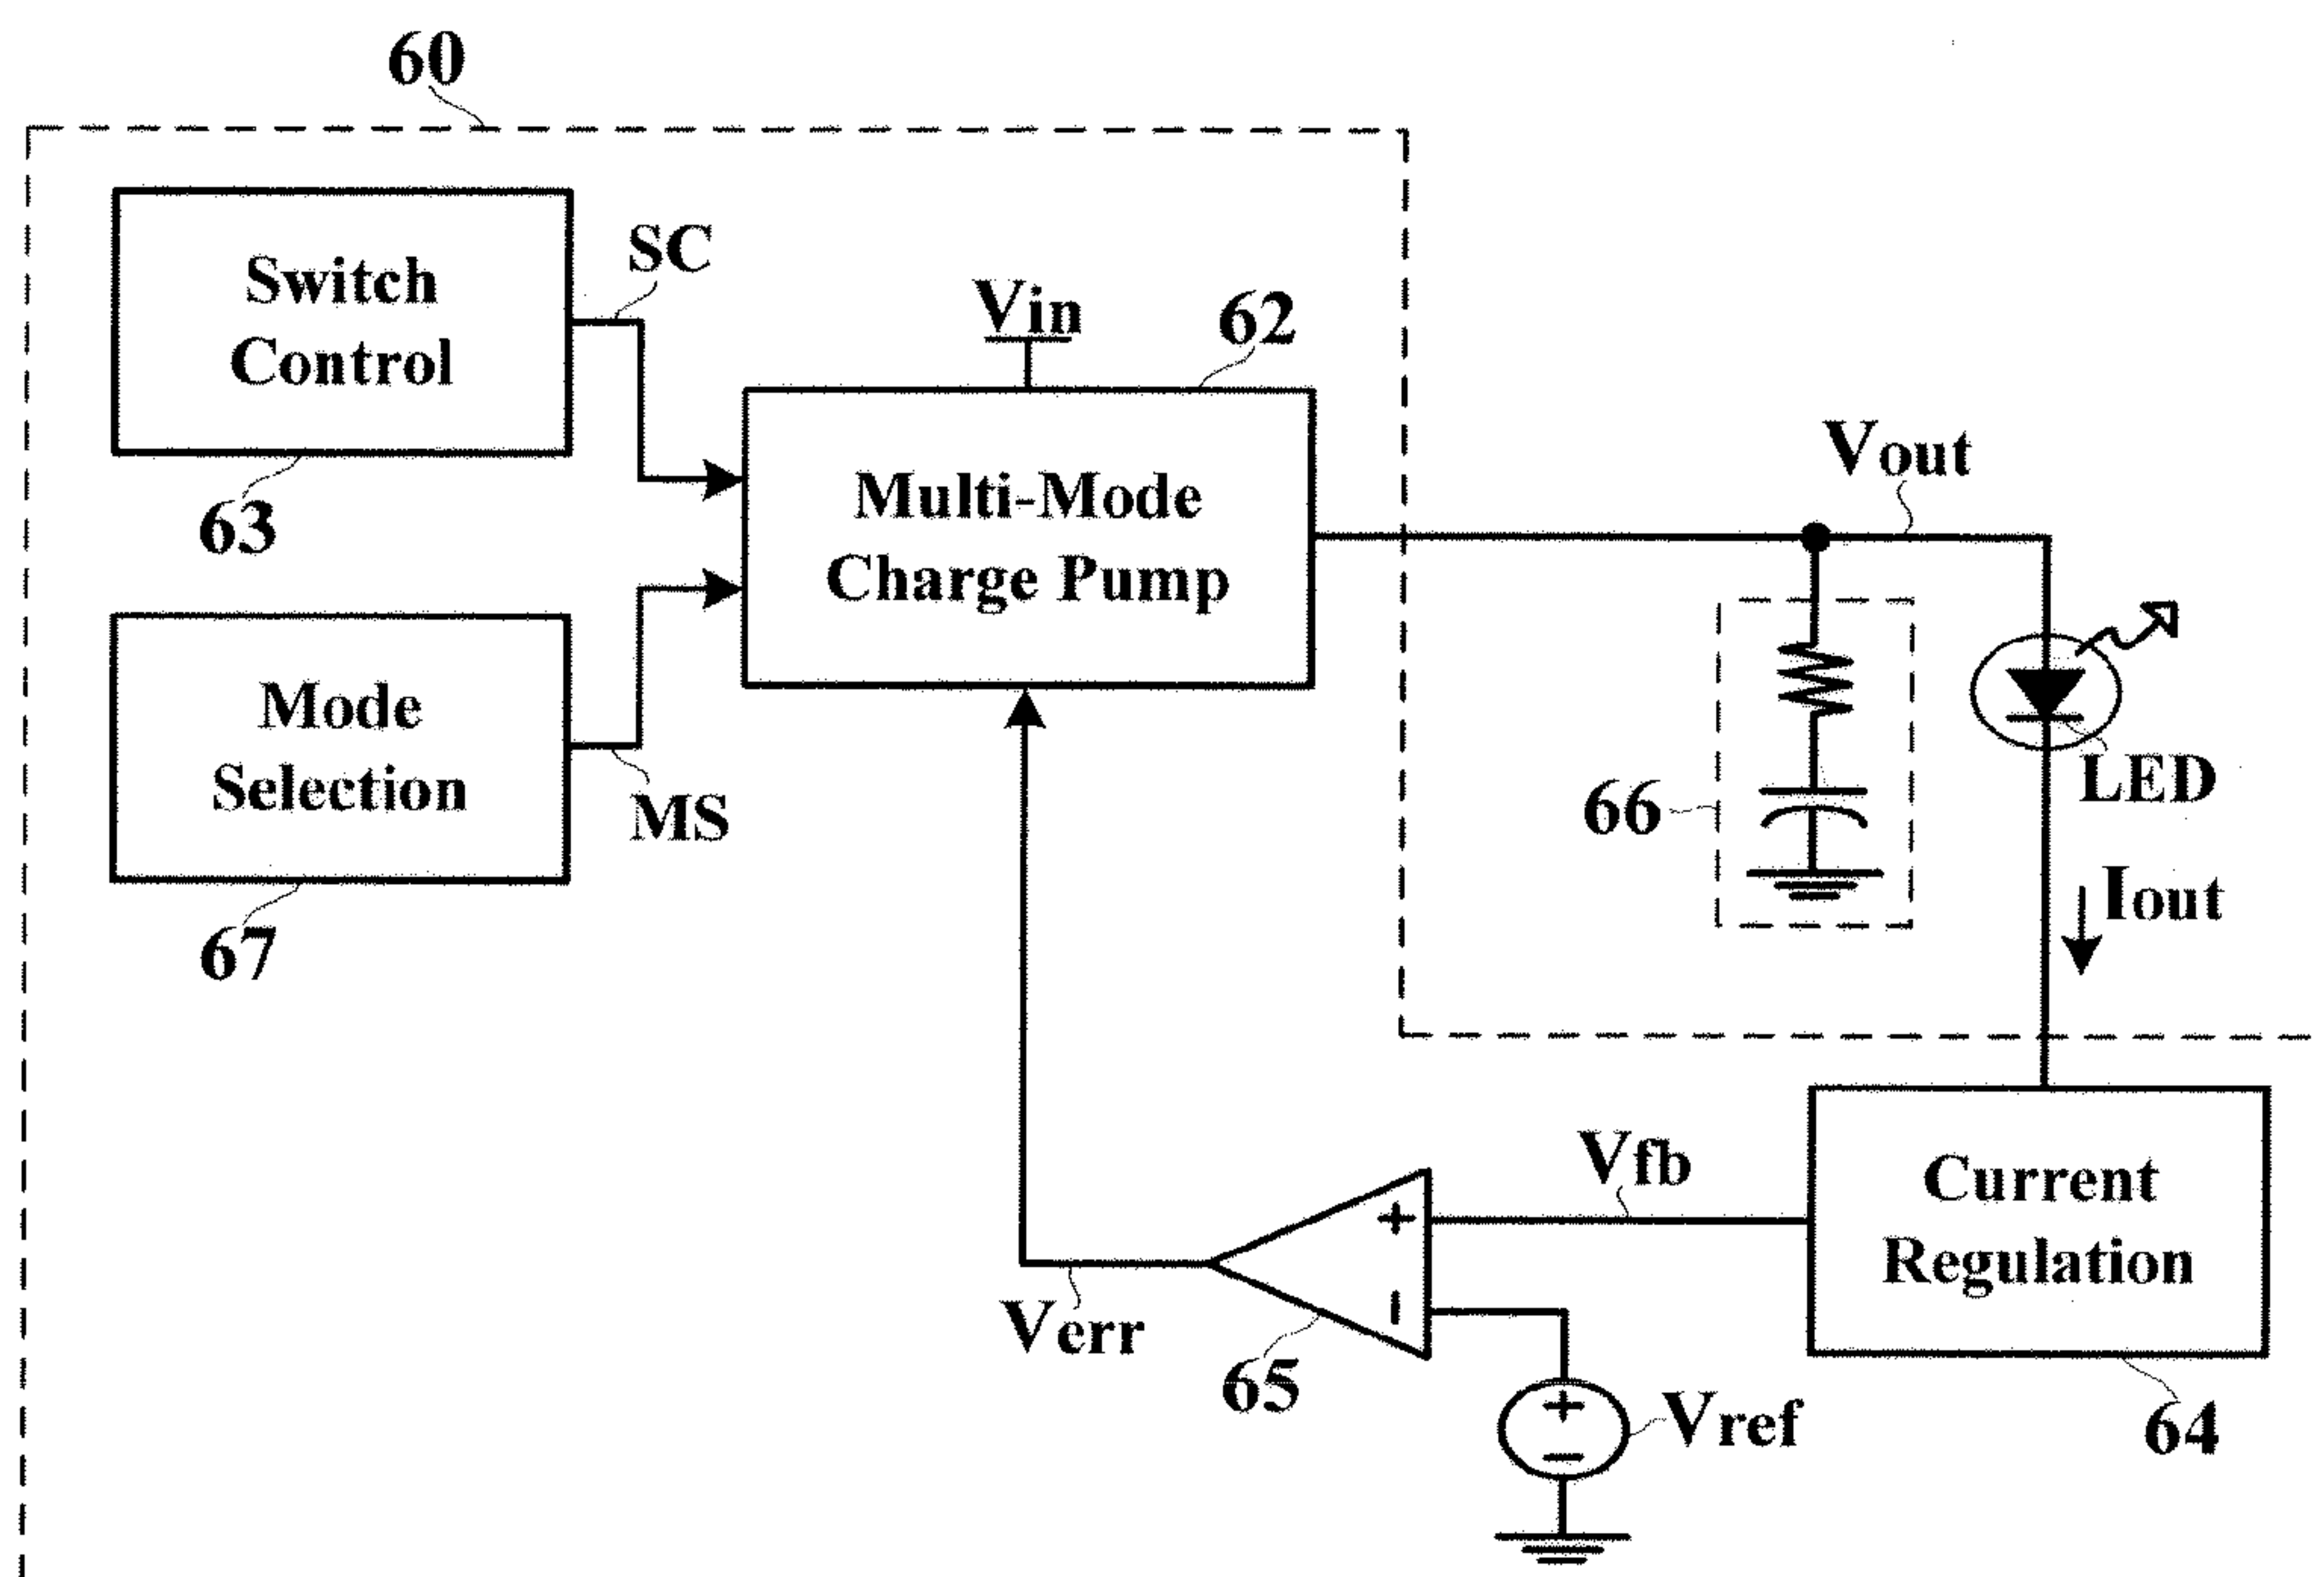 60
Switch
Control
SC
63
Vin
62
Multi-Mode
Charge Pump
Mode
Selection
MS
67
Vout
66
LED
Iout
Vfb
Current
Regulation
64
Verr
65
Vref